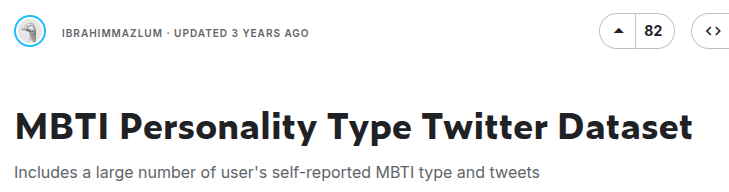 IBRAHIMMAZLUM · UPDATED 3 YEARS AGO
82
MBTI Personality Type Twitter Dataset
Includes a large number of user's self-reported MBTI type and tweets